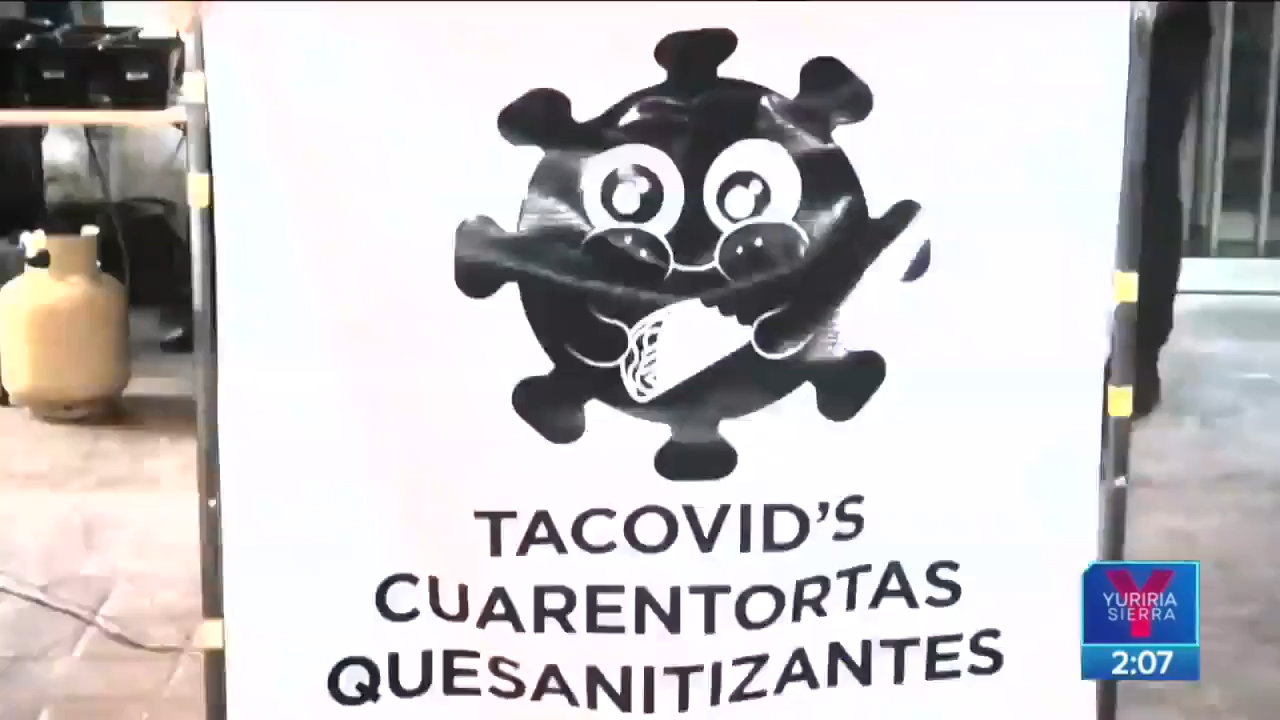 TACOVID'S
CUARENTORTAS
QUESANITIZANTES
YURIRIA
SIERRA
2:07